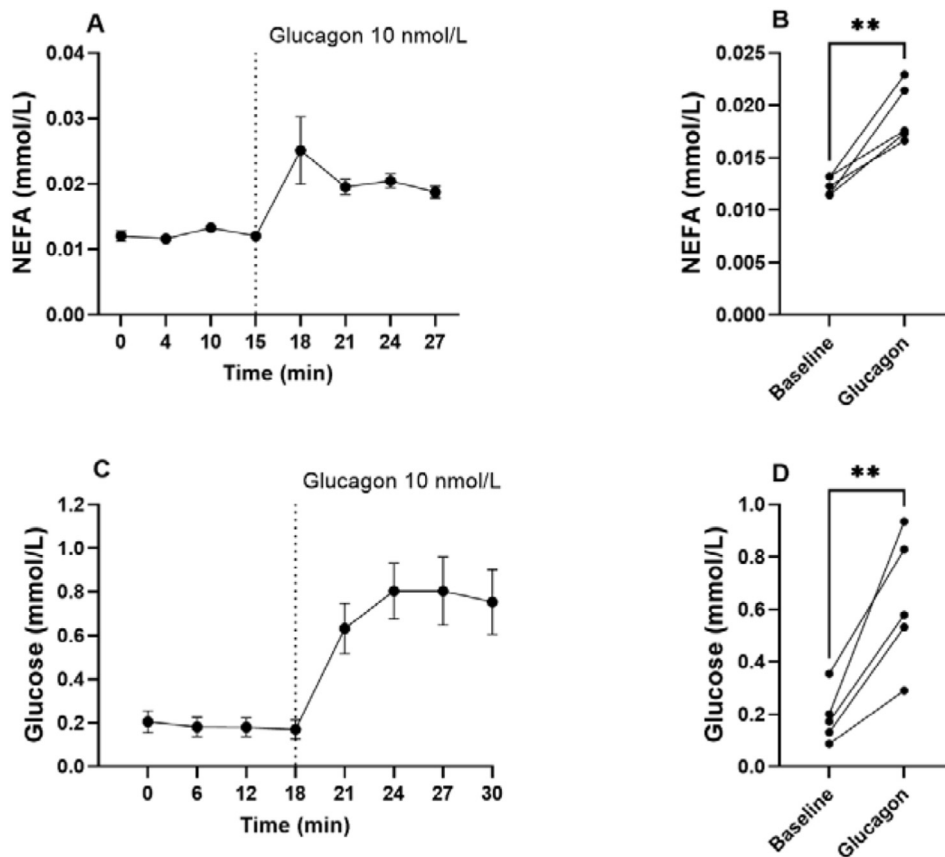 A
Glucagon 10 nmol/L
NEFA (mmol/L)
0.04
0.03
0.02
0.01
0.00
0 4 10 15 18 21 24 27
Time (min)
B
**
NEFA (mmol/L)
0.025
0.020
0.015
0.010
0.005
0.000
Baseline
Glucagon
C
Glucagon 10 nmol/L
Glucose (mmol/L)
1.2
1.0
0.8
0.6
0.4
0.2
0.0
0 6 12 18 21 24 27 30
Time (min)
D
**
Glucose (mmol/L)
1.0
0.8
0.6
0.4
0.2
0.0
Baseline
Glucagon